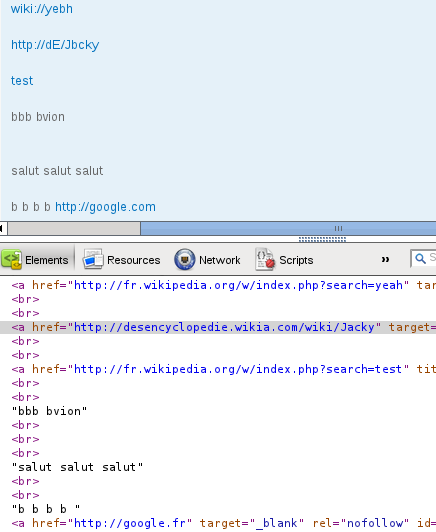 wiki://yebh
http://dE/Jbcky
test
bbb bvion
salut salut salut
b b b b http://google.com
Elements Resources Network Scripts » S
<a href="http://fr.wikipedia.org/w/index.php?search=yeah" tar
<br>
<br>
<a href="http://desencyclopedie.wikia.com/wiki/Jacky" target=
<br>
<br>
<a href="http://fr.wikipedia.org/w/index.php?search=test" tit
<br>
<br>
"bbb bvion"
<br>
<br>
<br>
"salut salut salut"
<br>
<br>
"b b b b "
<a href="http://google.fr" target="_blank" rel="nofollow" id=